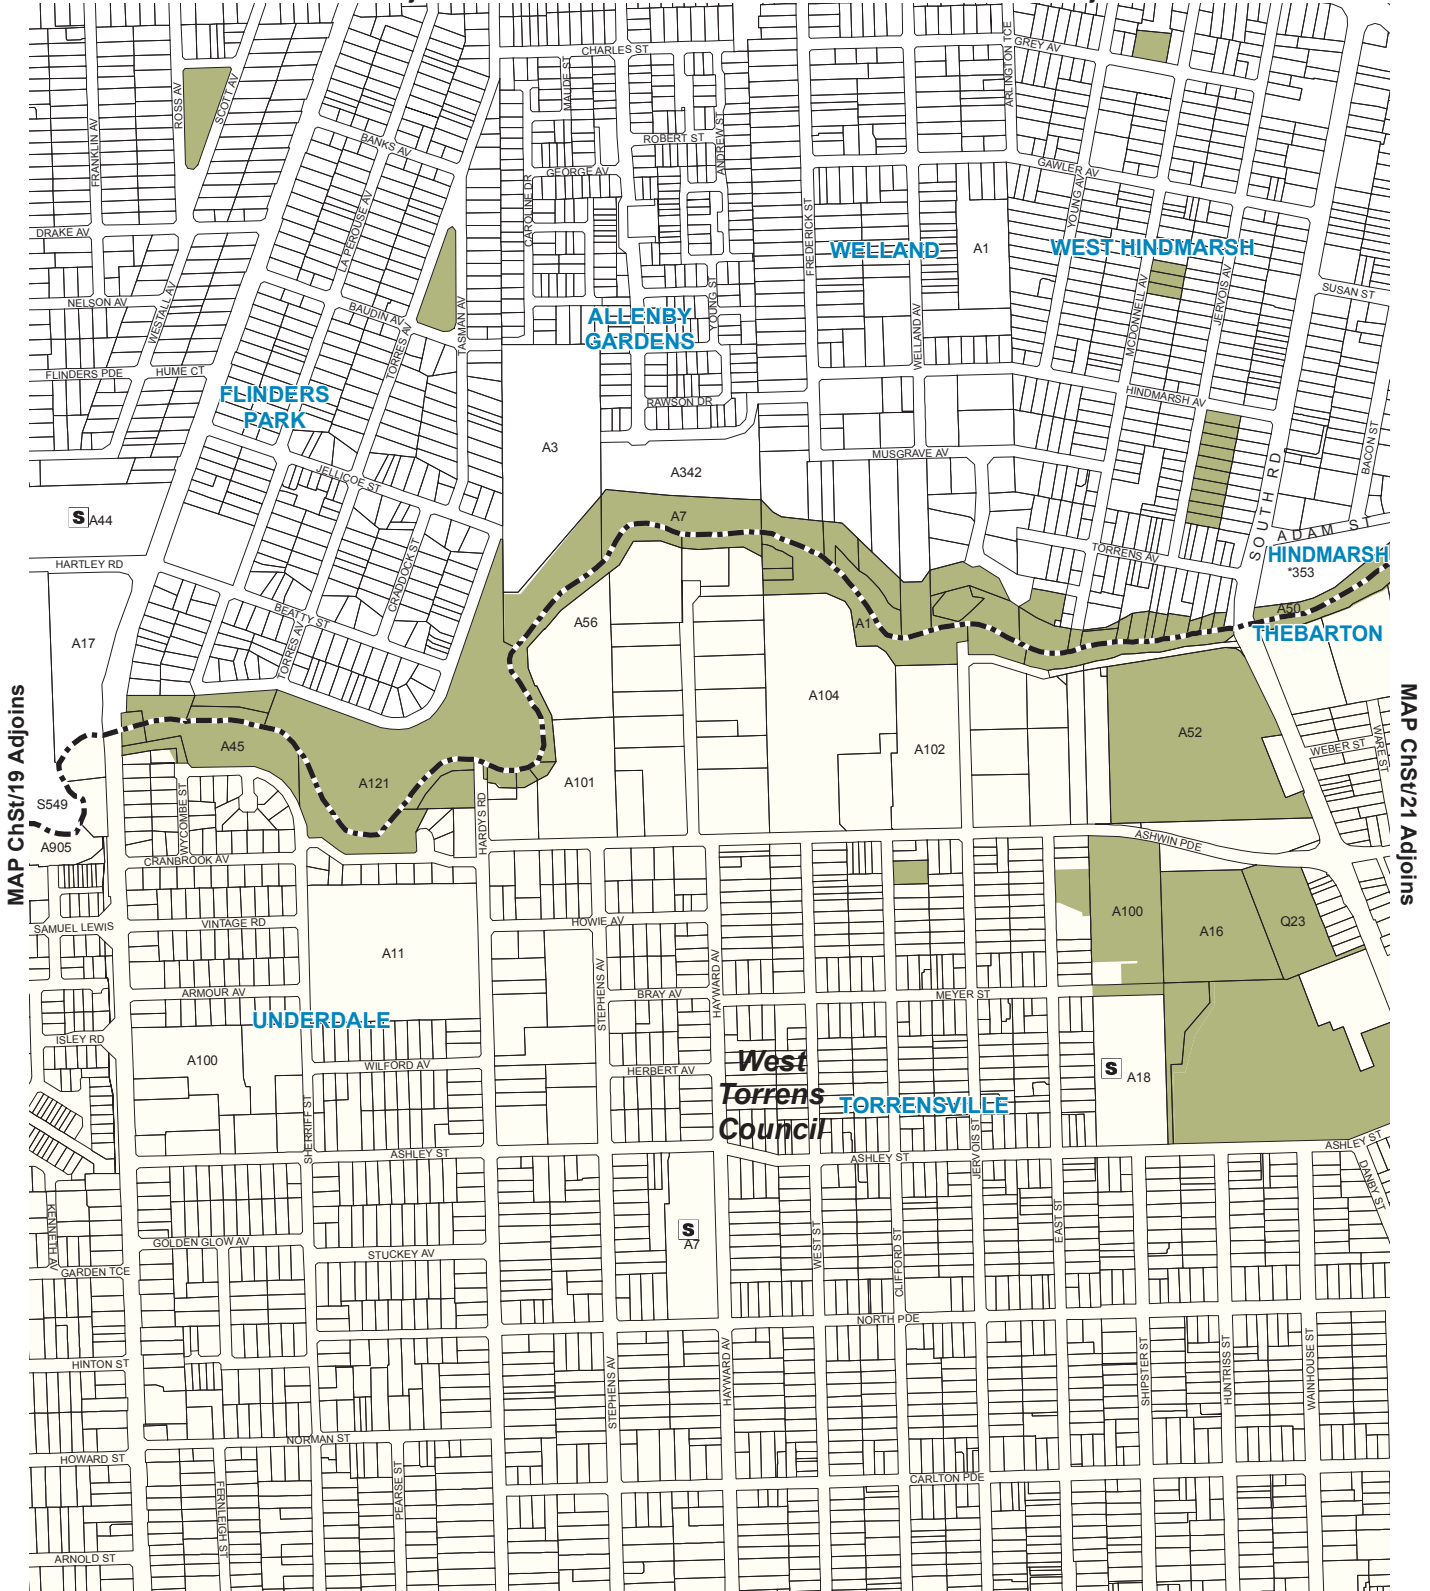 CHARLES ST
GREY AV
ARLINGTON TCE
MAUDE ST
ROSS AV
SCOTT AV
FRANKLIN AV
BANKS AV
ROBERT ST
ANDREW ST
GEORGE AV
GAWLER AV
YOUNG AV
CAROLINE DR
LA PEROUSE AV
FREDERICK ST
DRAKE AV
WELLAND
A1
WEST HINDMARSH
NELSON AV
WESTALL AV
BAUDIN AV
TORRES AV
TASMAN AV
YOUNG ST
WELLAND AV
MCDONNELL AV
JERVOIS AV
SUSAN ST
ALLENBY
GARDENS
FLINDERS PDE
HUME CT
FLINDERS
PARK
RAWSON DR
HINDMARSH AV
BACON ST
A3
A342
MUSGRAVE AV
JELLICOE ST
SOUTH RD
S
A44
A7
ADAM ST
HARTLEY RD
CRADDOCK ST
TORRENS AV
HINDMARSH
*353
A50
BEATTY ST
TORRES AV
A17
A56
A1
THEBARTON
MAP ChSt/19 Adjoins
MAP ChSt/21 Adjoins
A104
A102
A52
A45
A121
A101
WEBER ST
WARE ST
S549
A905
WYCOMBE ST
HARDYS RD
ASHWIN PDE
CRANBROOK AV
A100
A16
Q23
SAMUEL LEWIS
VINTAGE RD
HOWIE AV
A11
STEPHENS AV
HAYWARD AV
ARMOUR AV
BRAY AV
MEYER ST
UNDERDALE
ISLEY RD
A100
WILFORD AV
HERBERT AV
West
Torrens
Council
TORRENSVILLE
S
A18
SHERRIFF ST
ASHLEY ST
ASHLEY ST
JERVOIS ST
ASHLEY ST
DANBY ST
KENNETH AV
S
A7
WEST ST
CLIFFORD ST
EAST ST
GOLDEN GLOW AV
STUCKEY AV
GARDEN TCE
NORTH PDE
HINTON ST
STEPHENS AV
HAYWARD AV
SHIPSTER ST
HUNTRISS ST
WAINHOUSE ST
NORMAN ST
HOWARD ST
FERNLEIGH ST
PEARSE ST
CARLTON PDE
ARNOLD ST